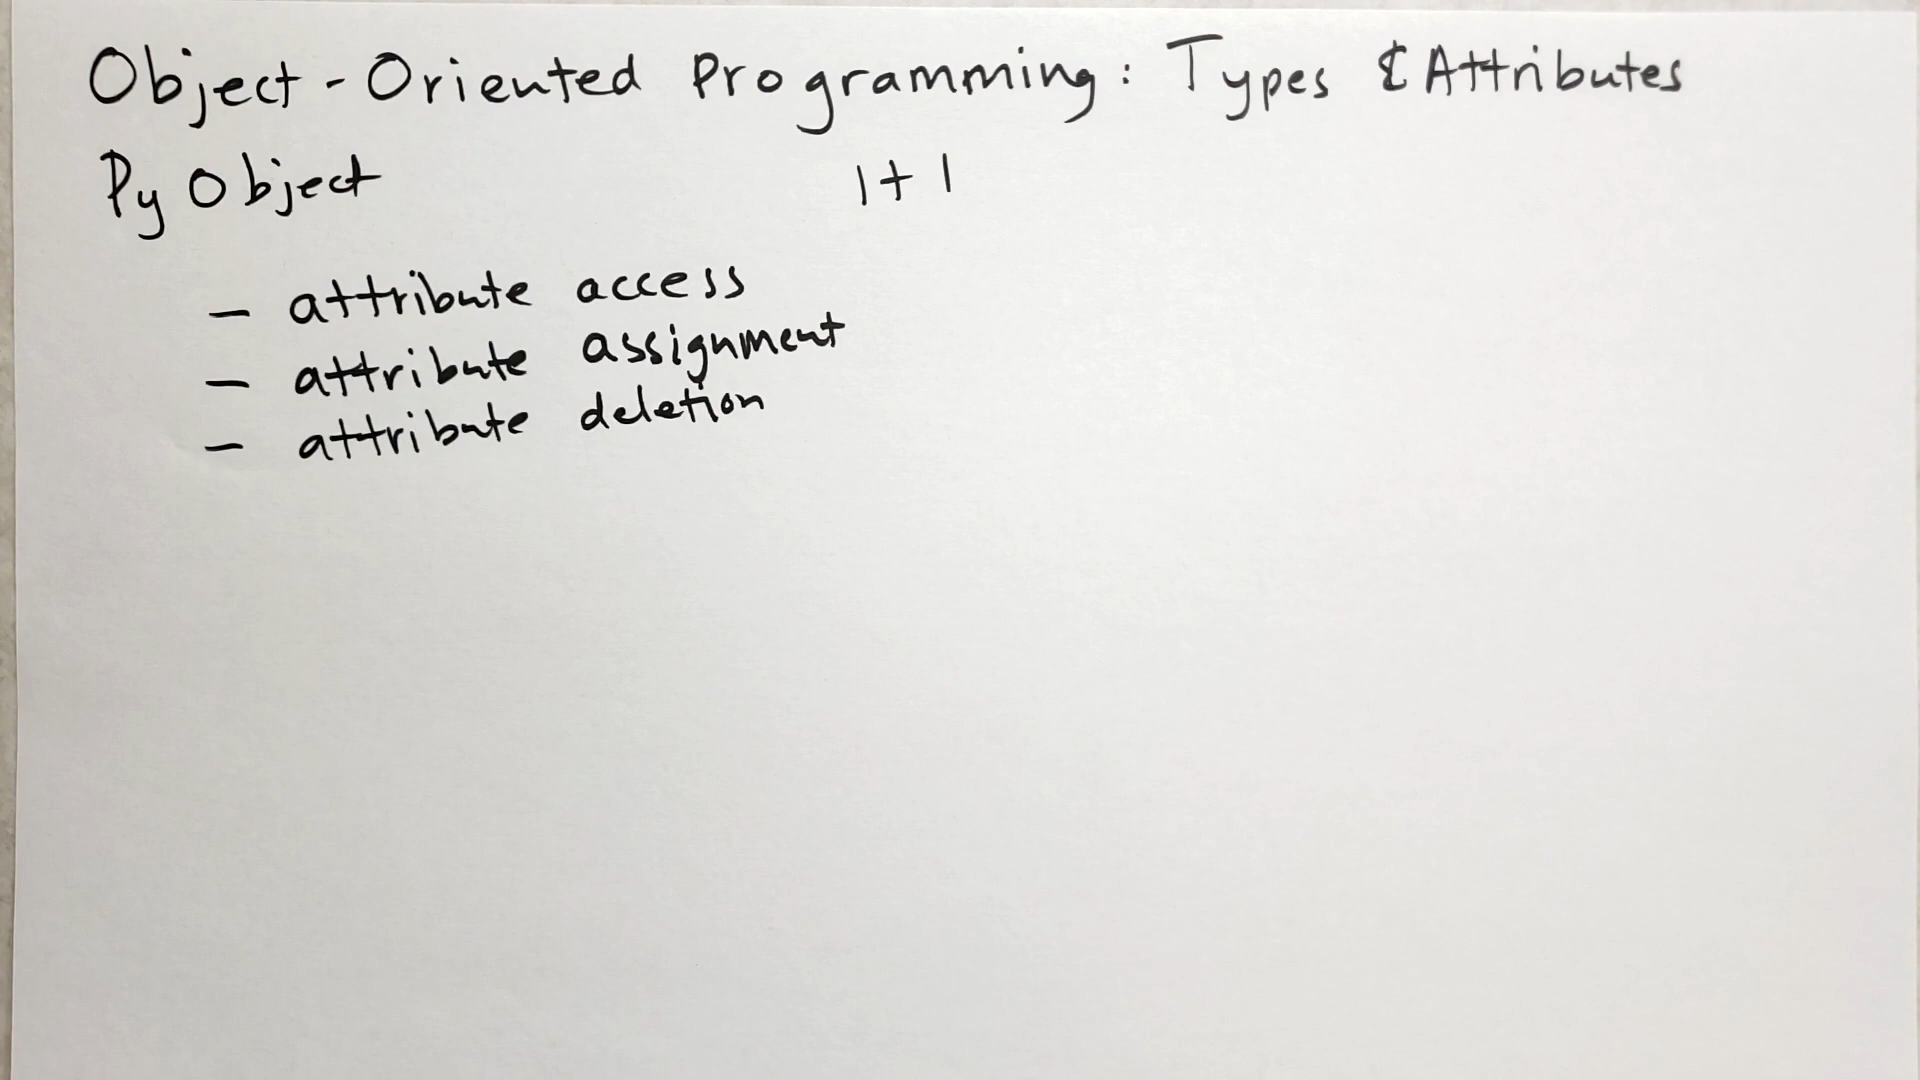 Object-Oriented Programming: Types & Attributes
PyObject
1+1
- attribute access
- attribute assignment
- attribute deletion